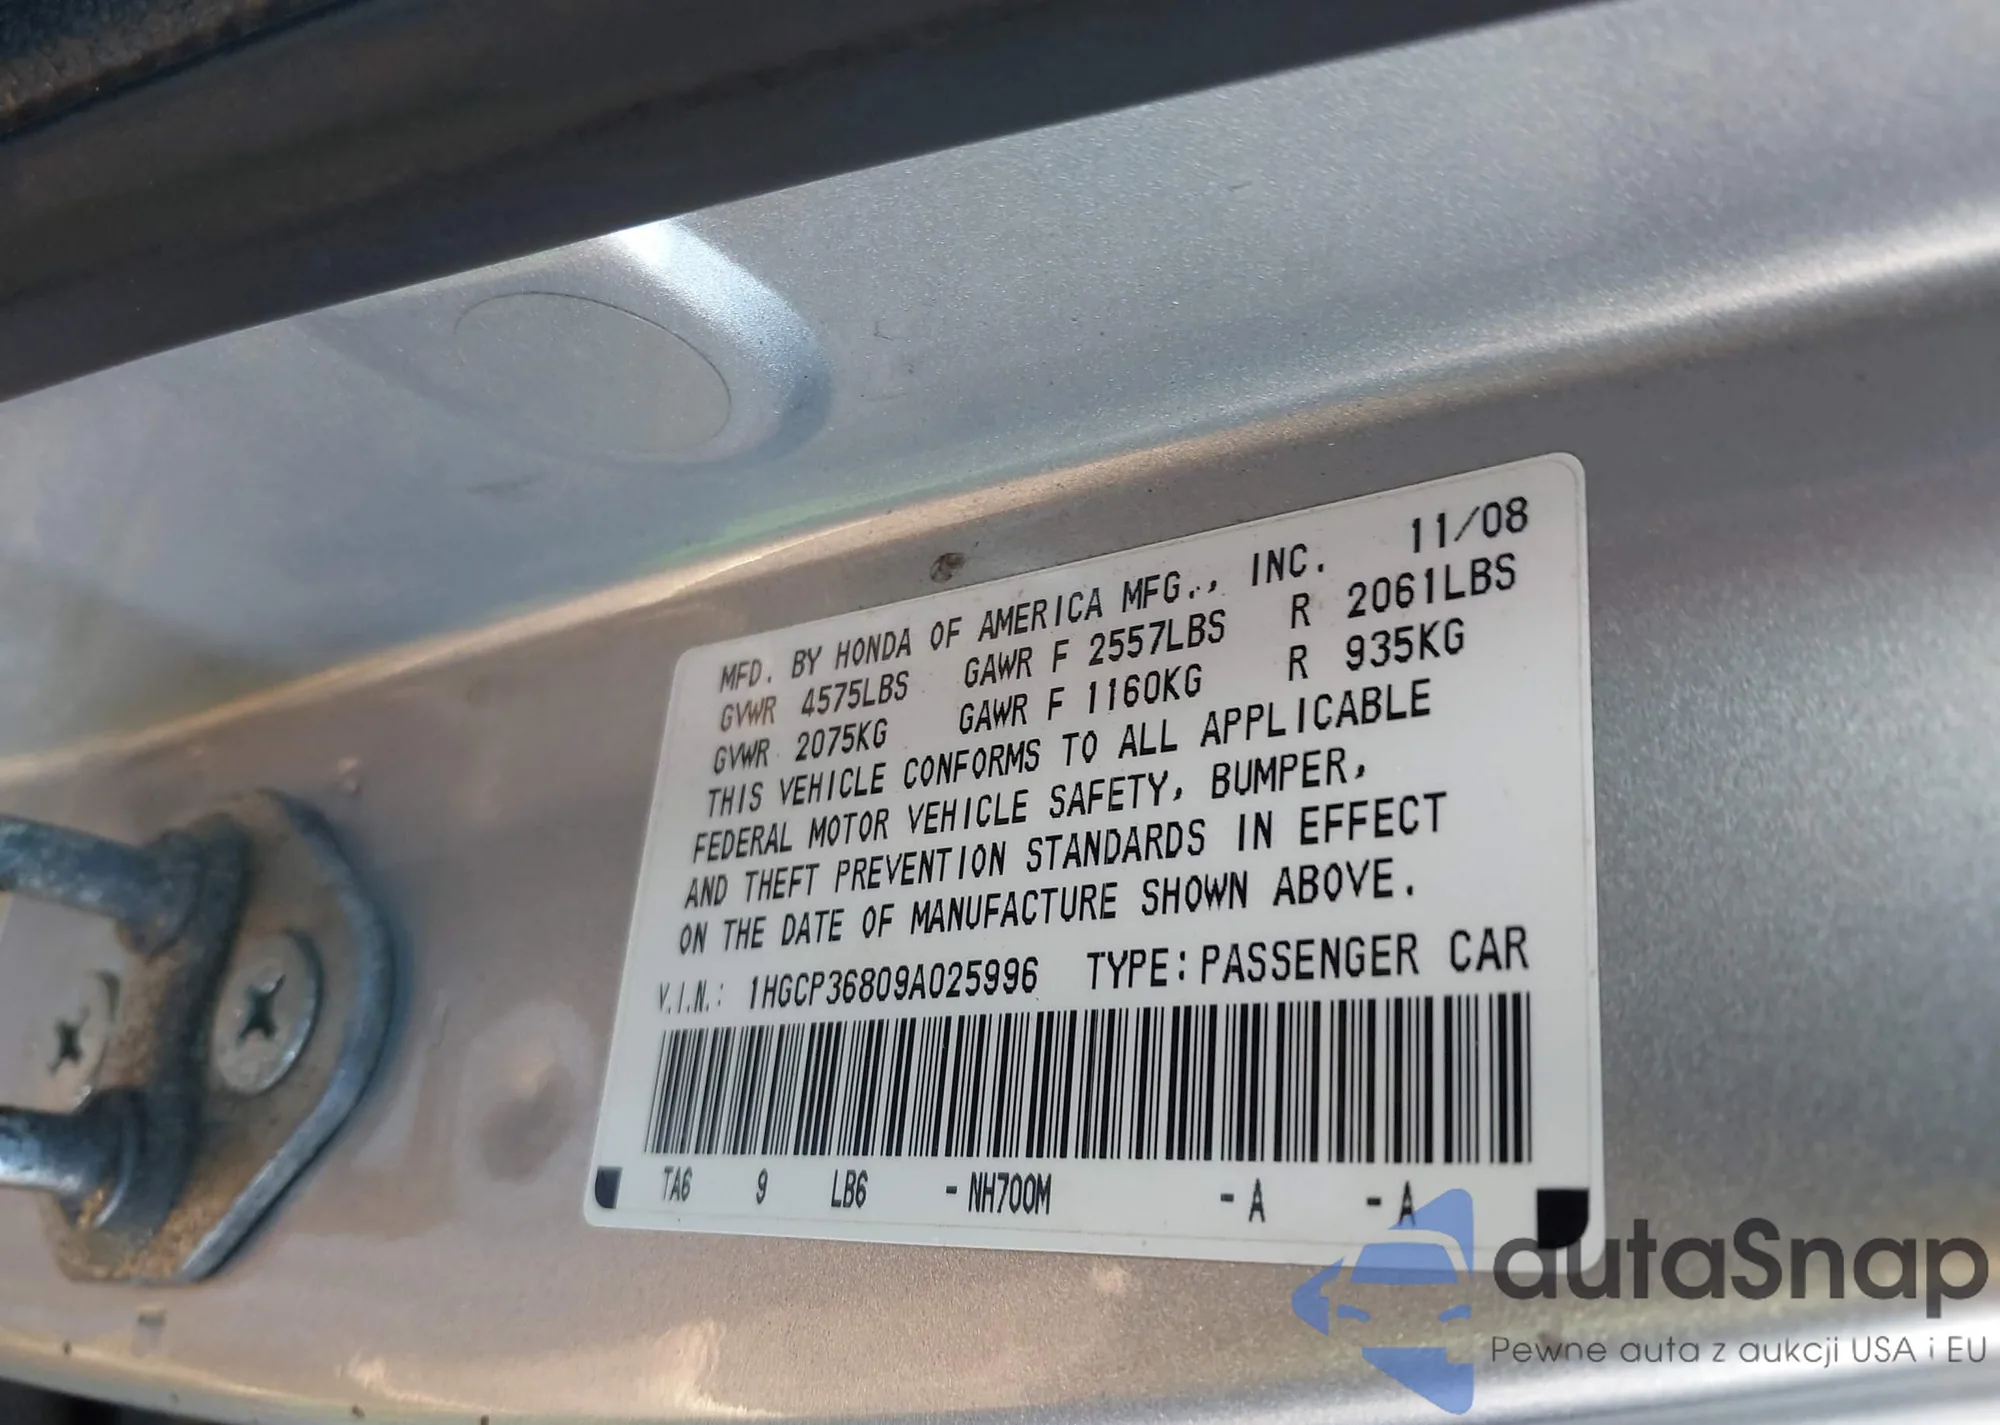 MFD. BY HONDA OF AMERICA MFG., INC. 11/08
GVWR 4575LBS GAWR F 2557LBS R 2061LBS
GVWR 2075KG GAWR F 1160KG R 935KG
THIS VEHICLE CONFORMS TO ALL APPLICABLE
FEDERAL MOTOR VEHICLE SAFETY, BUMPER,
AND THEFT PREVENTION STANDARDS IN EFFECT
ON THE DATE OF MANUFACTURE SHOWN ABOVE.
V.I.N.: 1HGCP36809A025996 TYPE: PASSENGER CAR
TA6 9 LB6 - NH700M - A - A
autaSnap
Pewne auta z aukcji USA i EU